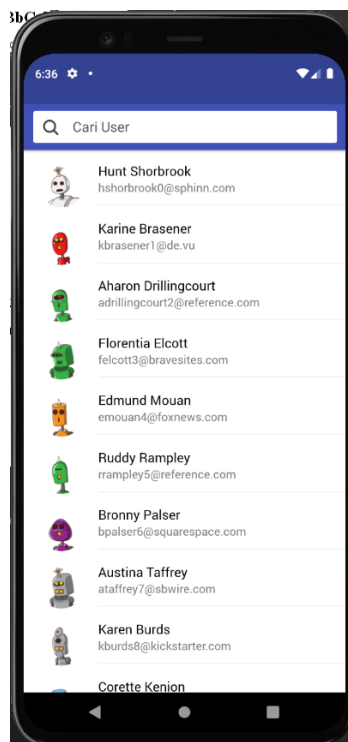 6:36
Cari User
Hunt Shorbrook
hshorbrook0@sphinn.com
Karine Brasener
kbrasener1@de.vu
Aharon Drillingcourt
adrillingcourt2@reference.com
Florentia Elcott
felcott3@bravesites.com
Edmund Mouan
emouan4@foxnews.com
Ruddy Rampley
rrampley5@reference.com
Bronny Palser
bpalser6@squarespace.com
Austina Taffrey
ataffrey7@sbwire.com
Karen Burds
kburds8@kickstarter.com
Corette Kenion